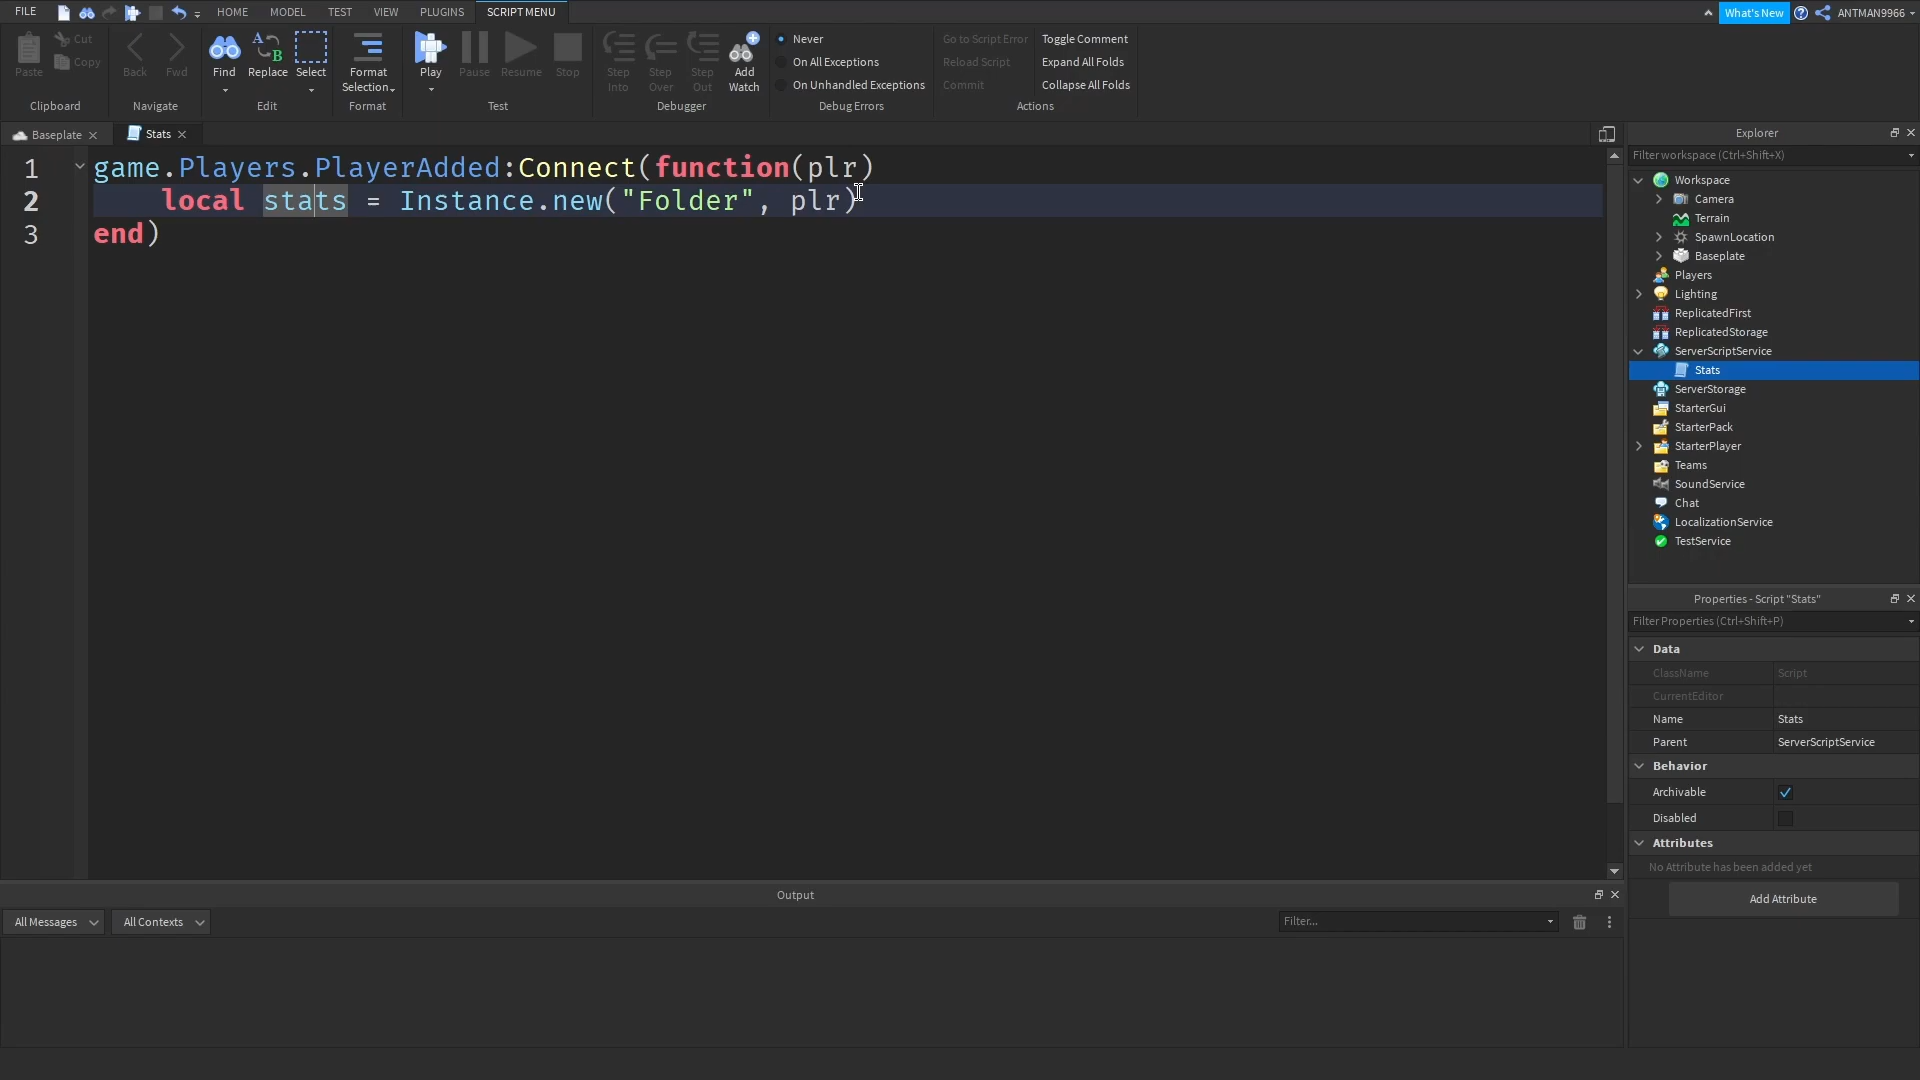 FILE HOME MODEL TEST VIEW PLUGINS SCRIPT MENU What's New ANTMAN9966
Paste Cut Copy Back Fwd Find Replace Select Format Selection Play Pause Resume Stop Step Into Step Over Step Out Add Watch
Never
On All Exceptions
On Unhandled Exceptions
Go to Script Error
Reload Script
Commit
Toggle Comment
Expand All Folds
Collapse All Folds
Clipboard Navigate Edit Format Test Debugger Debug Errors Actions
Baseplate Stats
1 game.Players.PlayerAdded:Connect(function(plr)
2 local stats = Instance.new("Folder", plr)
3 end)
Explorer
Filter workspace (Ctrl+Shift+X)
Workspace
Camera
Terrain
SpawnLocation
Baseplate
Players
Lighting
ReplicatedFirst
ReplicatedStorage
ServerScriptService
Stats
ServerStorage
StarterGui
StarterPack
StarterPlayer
Teams
SoundService
Chat
LocalizationService
TestService
Properties - Script "Stats"
Filter Properties (Ctrl+Shift+P)
Data
ClassName Script
CurrentEditor
Name Stats
Parent ServerScriptService
Behavior
Archivable
Disabled
Attributes
No Attribute has been added yet
Add Attribute
Output
All Messages All Contexts Filter...